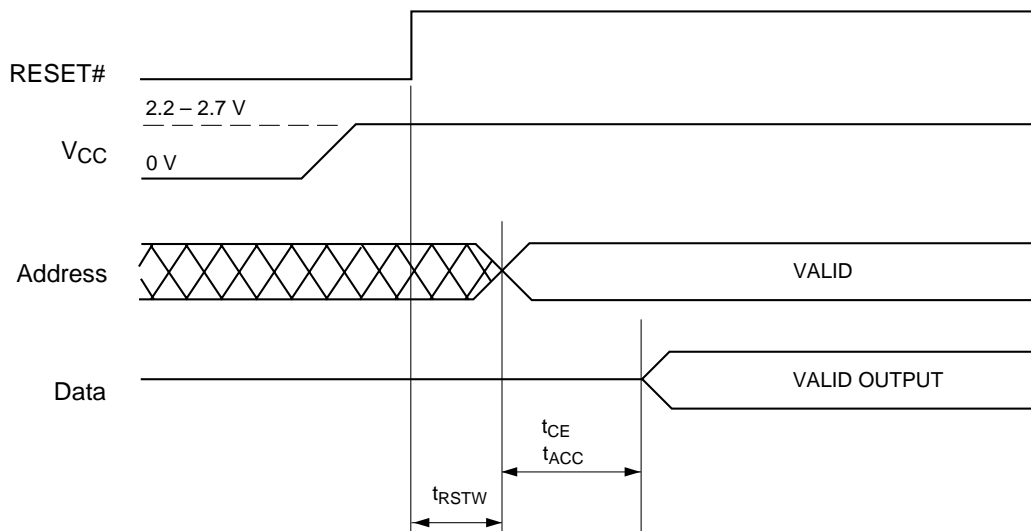 RESET#
2.2 – 2.7 V
VCC
0 V
Address
VALID
Data
VALID OUTPUT
tCE
tACC
tRSTW